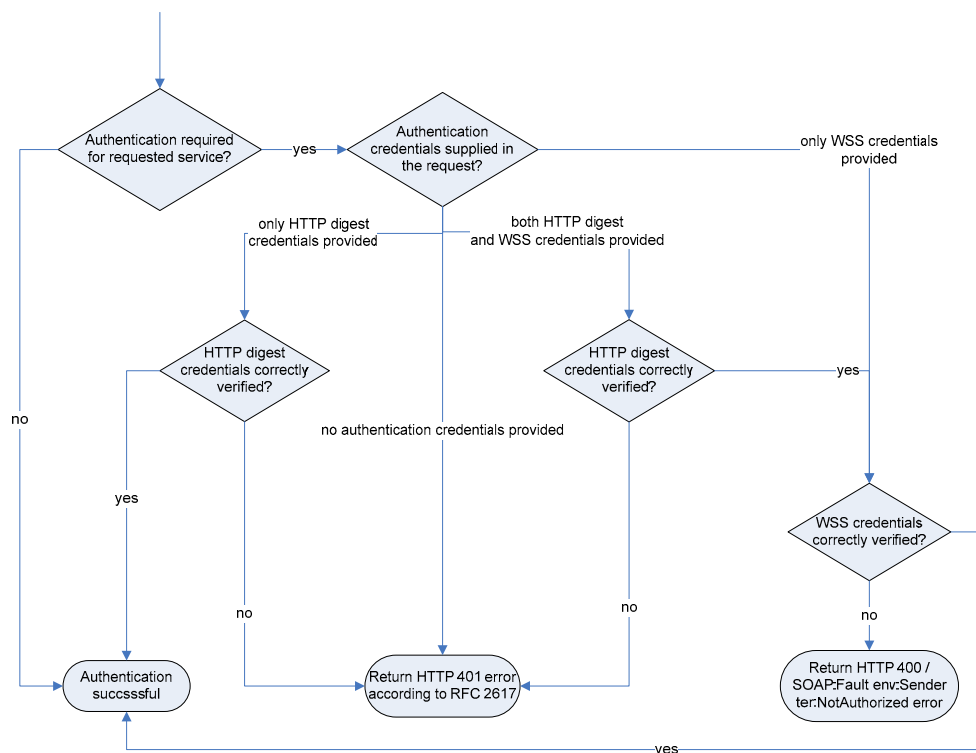 Authentication required
for requested service?
yes
Authentication
credentials supplied in
the request?
only WSS credentials
provided
only HTTP digest
credentials provided
both HTTP digest
and WSS credentials provided
HTTP digest
credentials correctly
verified?
HTTP digest
credentials correctly
verified?
yes
no
no authentication credentials provided
yes
WSS credentials
correctly verified?
no
no
no
Authentication
succsssful
Return HTTP 401 error
according to RFC 2617
Return HTTP 400 /
SOAP:Fault env:Sender
ter:NotAuthorized error
yes